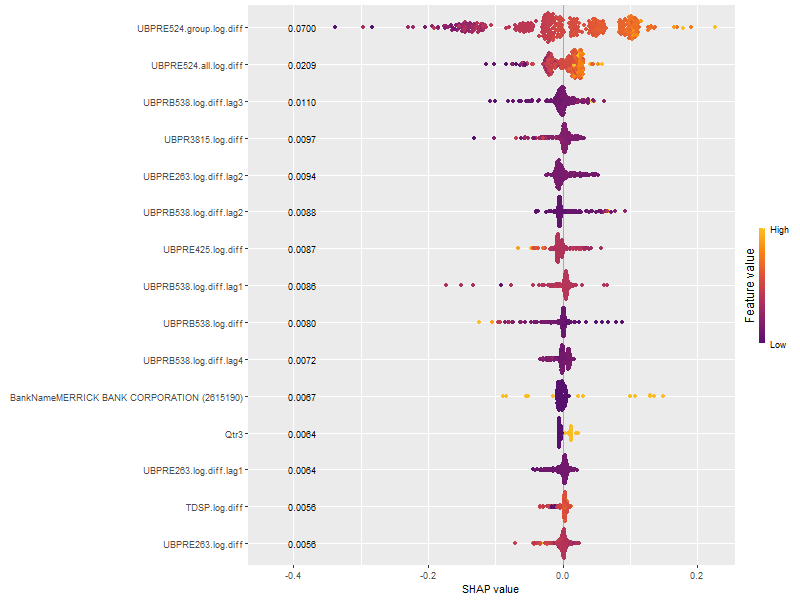 UBPRE524.group.log.diff 0.0700
UBPRE524.all.log.diff 0.0209
UBPRB538.log.diff.lag3 0.0110
UBPR3815.log.diff 0.0097
UBPRE263.log.diff.lag2 0.0094
UBPRB538.log.diff.lag2 0.0088
UBPRE425.log.diff 0.0087
UBPRB538.log.diff.lag1 0.0086
UBPRB538.log.diff 0.0080
UBPRB538.log.diff.lag4 0.0072
BankNameMERRICK BANK CORPORATION (2615190) 0.0067
Qtr3 0.0064
UBPRE263.log.diff.lag1 0.0064
TDSP.log.diff 0.0056
UBPRE263.log.diff 0.0056
-0.4 -0.2 0.0 0.2
SHAP value
Feature value
High
Low